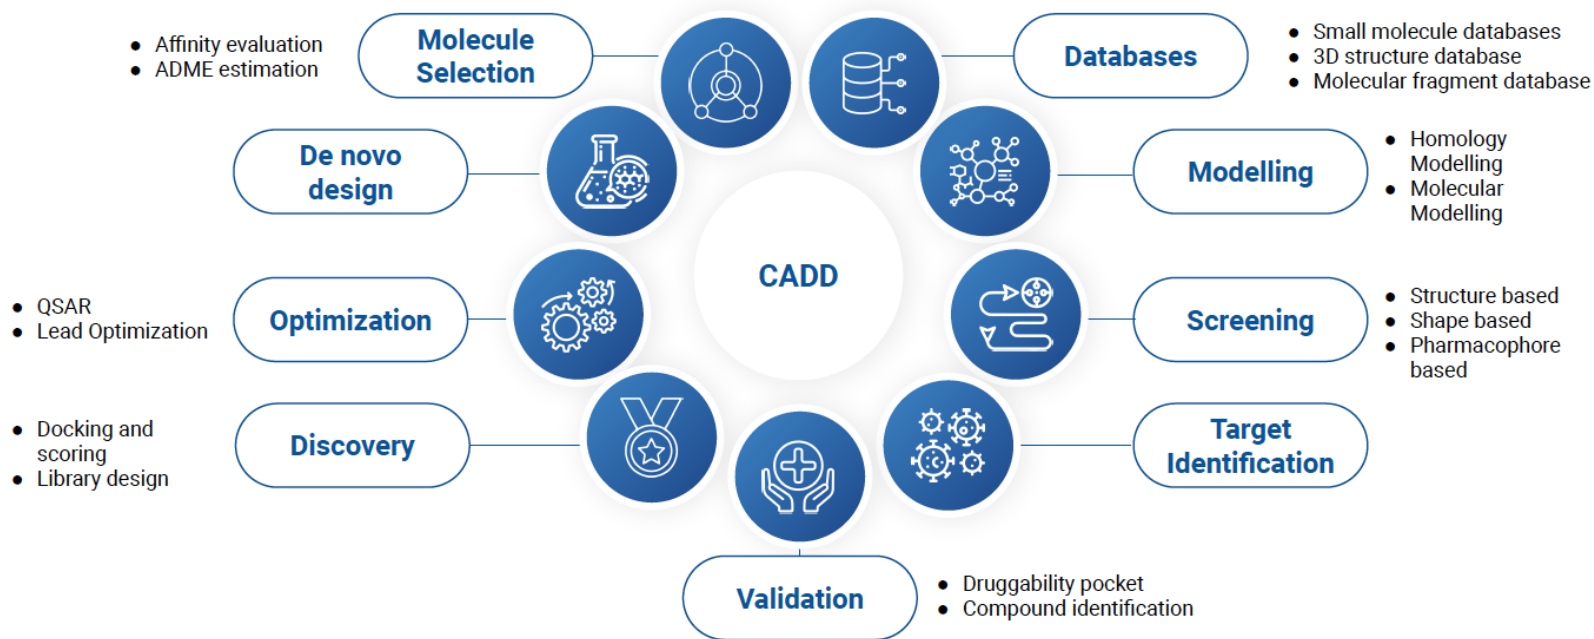 ● Affinity evaluation
● ADME estimation
Molecule
Selection
Databases
● Small molecule databases
● 3D structure database
● Molecular fragment database
De novo
design
Modelling
● Homology
Modelling
● Molecular
Modelling
CADD
● QSAR
● Lead Optimization
Optimization
Screening
● Structure based
● Shape based
● Pharmacophore
based
● Docking and
scoring
● Library design
Discovery
Target
Identification
Validation
● Druggability pocket
● Compound identification